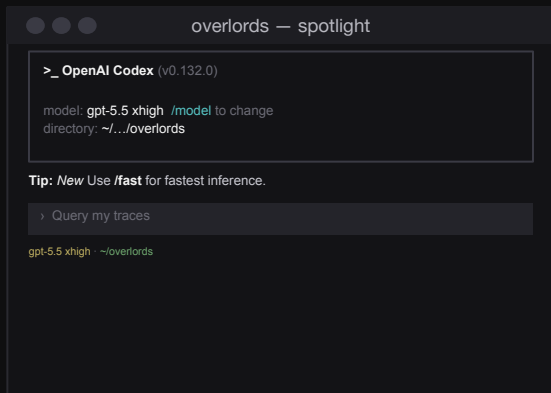 overlords — spotlight
>_ OpenAI Codex (v0.132.0)
model: gpt-5.5 xhigh /model to change
directory: ~/…/overlords
Tip: New Use /fast for fastest inference.
› Query my traces
gpt-5.5 xhigh · ~/overlords